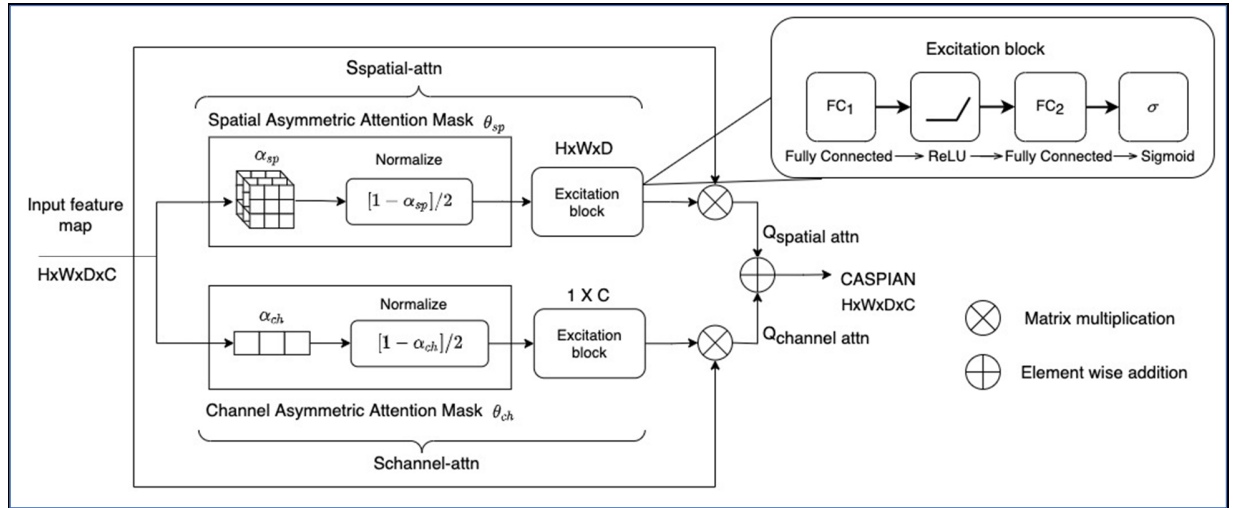 Sspatial-attn
Spatial Asymmetric Attention Mask θsp
αsp
Normalize
[1 − αsp]/2
HxWxD
Excitation
block
Input feature
map
HxWxDxC
αch
Normalize
[1 − αch]/2
1 X C
Excitation
block
Channel Asymmetric Attention Mask θch
Schannel-attn
Qspatial attn
Qchannel attn
CASPIAN
HxWxDxC
Excitation block
FC1
FC2
σ
Fully Connected
ReLU
Fully Connected
Sigmoid
Matrix multiplication
Element wise addition